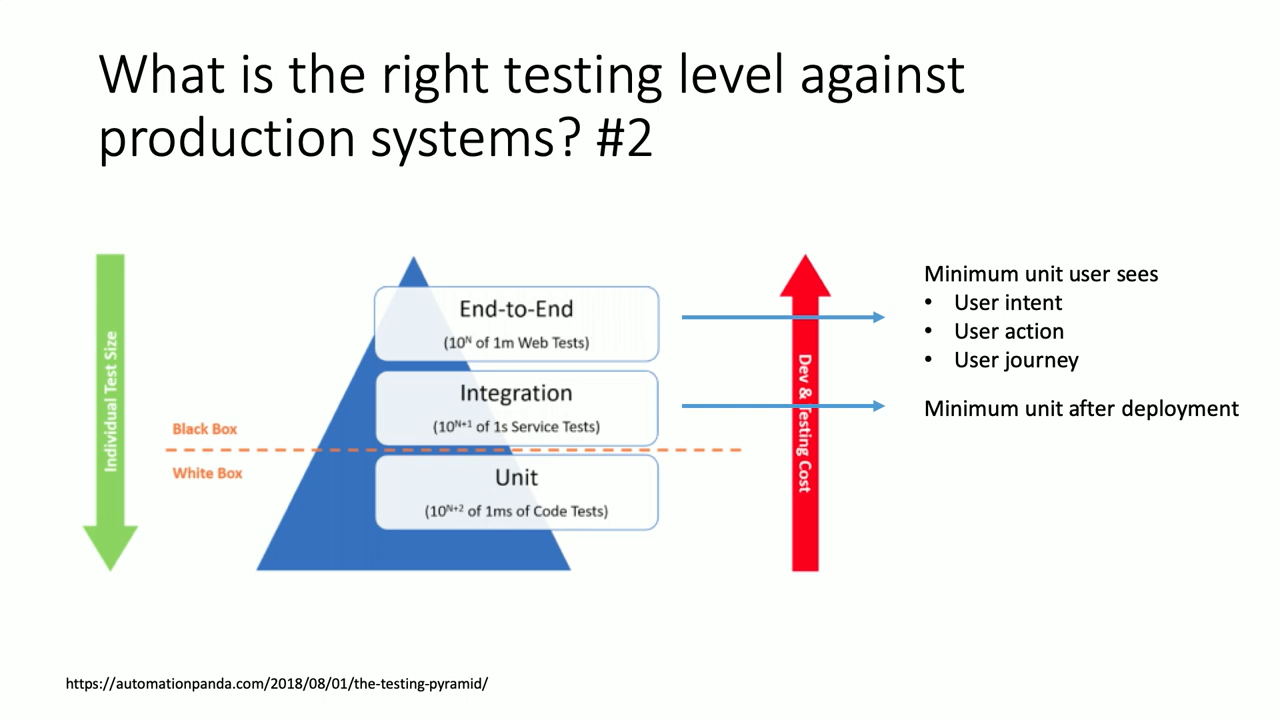 What is the right testing level against
production systems? #2
Individual Test Size
Black Box
White Box
End-to-End
(10ᴺ of 1m Web Tests)
Integration
(10ᴺ⁺¹ of 1s Service Tests)
Unit
(10ᴺ⁺² of 1ms of Code Tests)
Dev & Testing Cost
Minimum unit user sees
• User intent
• User action
• User journey
Minimum unit after deployment
https://automationpanda.com/2018/08/01/the-testing-pyramid/